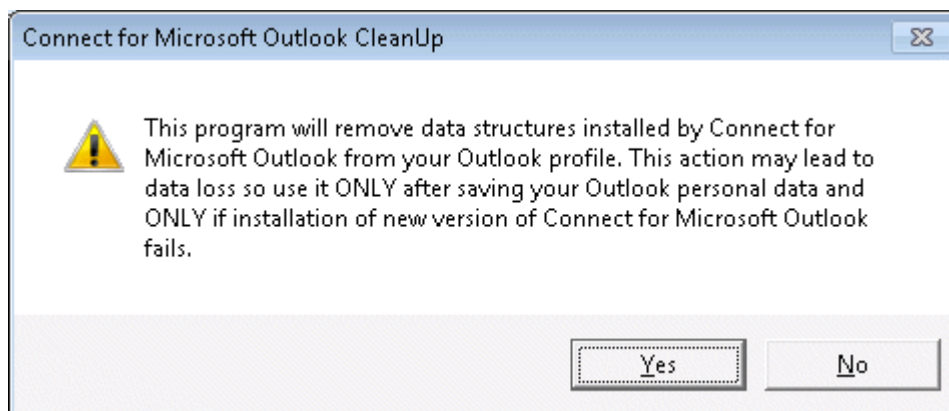 Connect for Microsoft Outlook CleanUp
This program will remove data structures installed by Connect for
Microsoft Outlook from your Outlook profile. This action may lead to
data loss so use it ONLY after saving your Outlook personal data and
ONLY if installation of new version of Connect for Microsoft Outlook
fails.
Yes
No